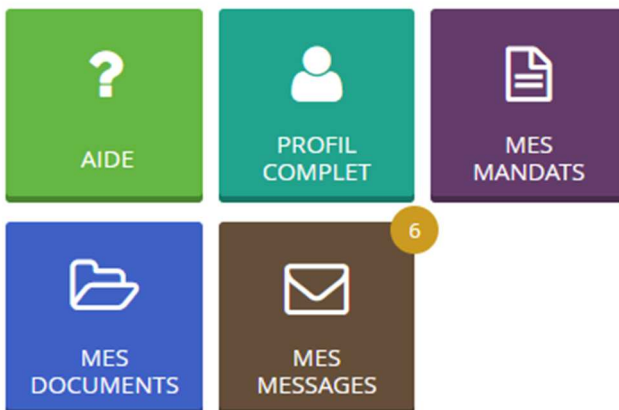 ?
AIDE
PROFIL
COMPLET
MES
MANDATS
6
MES
DOCUMENTS
MES
MESSAGES